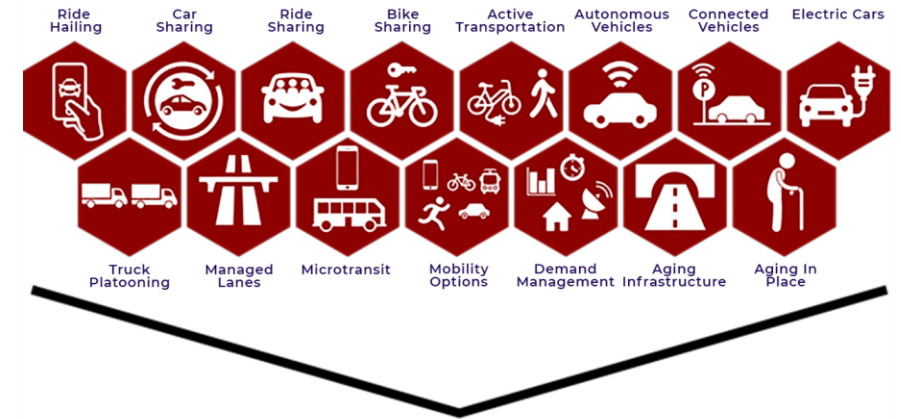 Ride
Hailing
Car
Sharing
Ride
Sharing
Bike
Sharing
Active
Transportation
Autonomous
Vehicles
Connected
Vehicles
Electric Cars
P
Truck
Platooning
Managed
Lanes
Microtransit
Mobility
Options
Demand
Management
Aging
Infrastructure
Aging In
Place